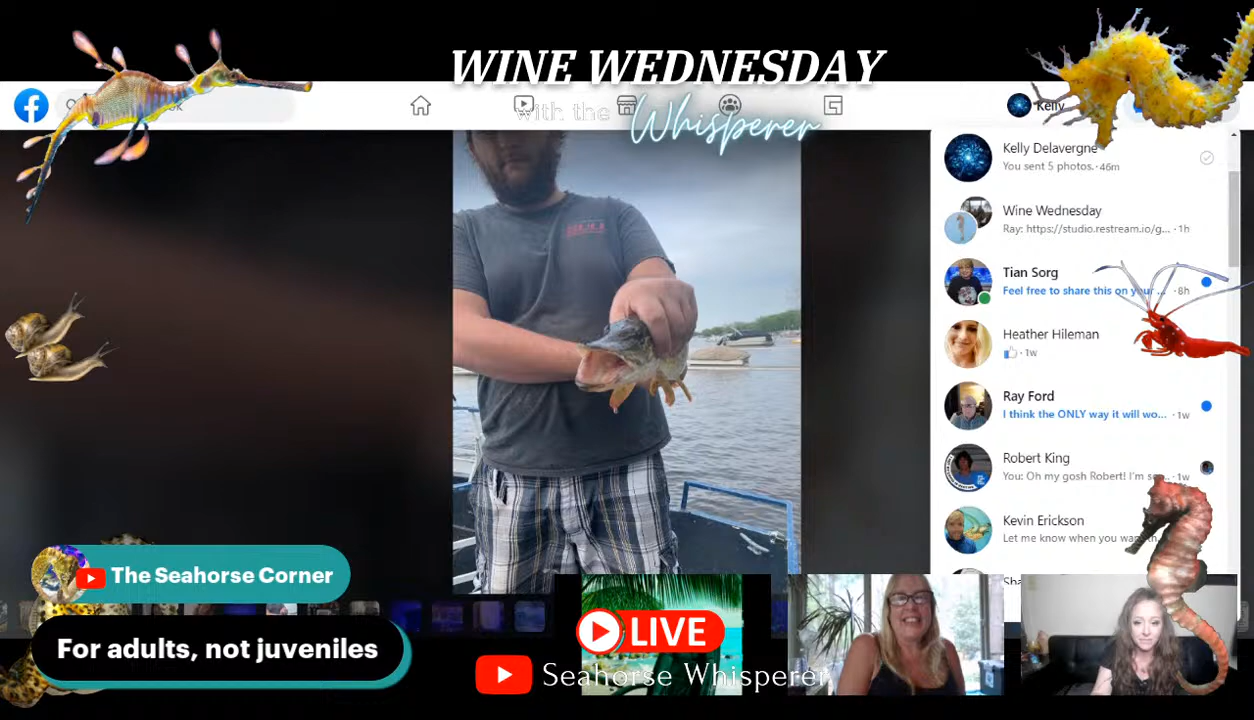 WINE WEDNESDAY
with the Whisperer
Kelly
Kelly Delavergne
You sent 5 photos. · 46m
Wine Wednesday
Ray: https://studio.restream.io/g... · 1h
Tian Sorg
Feel free to share this on your ... · 8h
Heather Hileman
· 1w
Ray Ford
I think the ONLY way it will wo... · 1w
Robert King
You: Oh my gosh Robert! I'm s... · 1w
Kevin Erickson
Let me know when you want th...
The Seahorse Corner
For adults, not juveniles
LIVE
Seahorse Whisperer